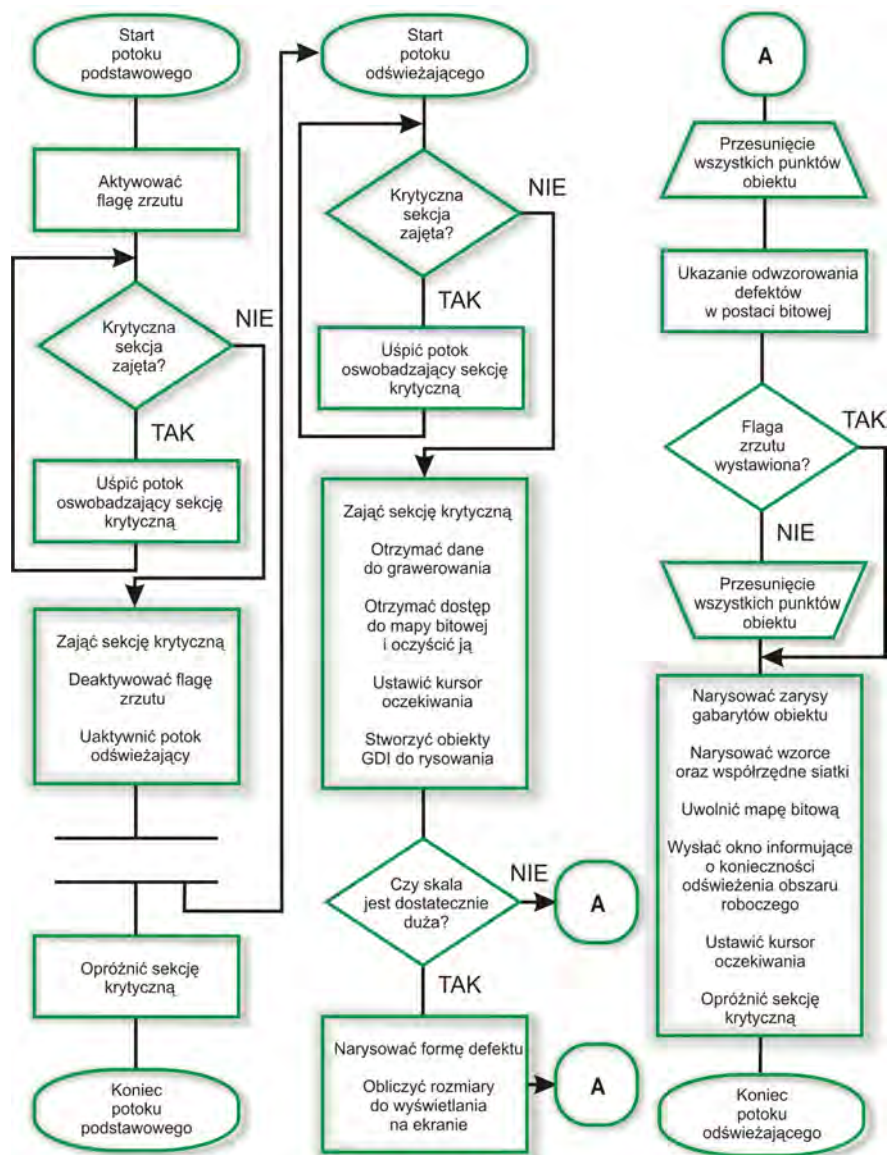 Start
potoku
podstawowego
Aktywować
flagę zrzutu
Krytyczna
sekcja
zajęta?
NIE
TAK
Uśpić potok
oswobadzający sekcję
krytyczną
Zająć sekcję krytyczną
Deaktywować flagę
zrzutu
Uaktywnić potok
odświeżający
Opróżnić sekcję
krytyczną
Koniec
potoku
podstawowego
Start
potoku
odświeżającego
Krytyczna
sekcja
zajęta?
NIE
TAK
Uśpić potok
oswobadzający sekcję
krytyczną
Zająć sekcję krytyczną
Otrzymać dane
do grawerowania
Otrzymać dostęp
do mapy bitowej
i oczyścić ją
Ustawić kursor
oczekiwania
Stworzyć obiekty
GDI do rysowania
Czy skala
jest dostatecznie
duża?
NIE
A
TAK
Narysować formę defektu
Obliczyć rozmiary
do wyświetlania
na ekranie
A
A
Przesunięcie
wszystkich punktów
obiektu
Ukazanie odwzorowania
defektów
w postaci bitowej
Flaga
zrzutu
wystawiona?
TAK
NIE
Przesunięcie
wszystkich punktów
obiektu
Narysować zarysy
gabarytów obiektu
Narysować wzorce
oraz współrzędne siatki
Uwolnić mapę bitową
Wysłać okno informujące
o konieczności
odświeżenia obszaru
roboczego
Ustawić kursor
oczekiwania
Opróżnić sekcję
krytyczną
Koniec
potoku
odświeżającego